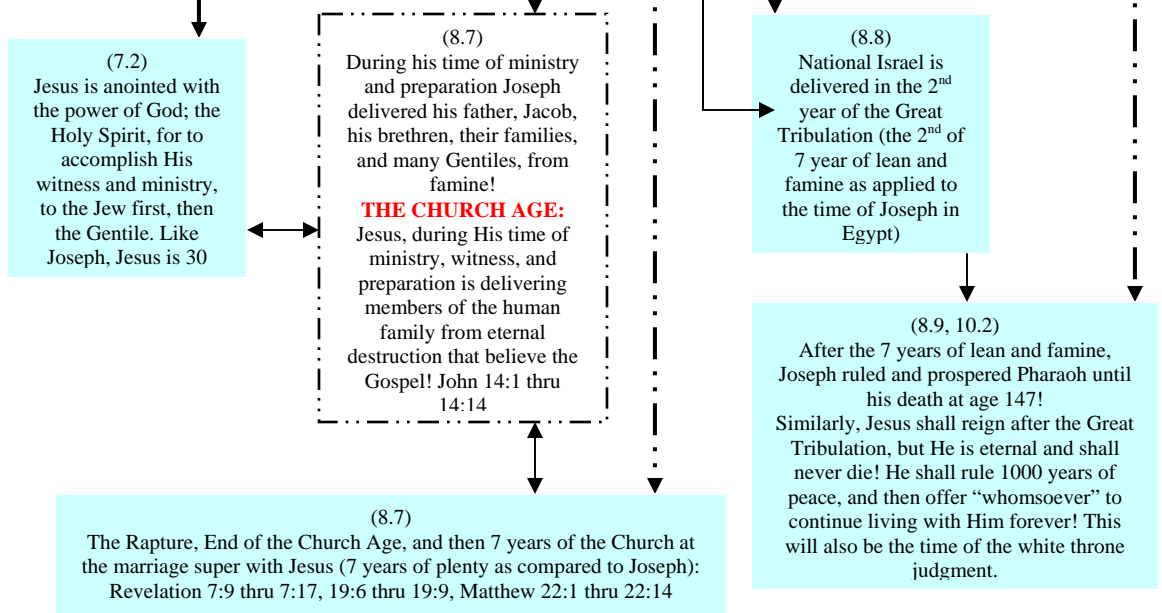 (7.2)
Jesus is anointed with
the power of God; the
Holy Spirit, for to
accomplish His
witness and ministry,
to the Jew first, then
the Gentile. Like
Joseph, Jesus is 30
(8.7)
During his time of ministry
and preparation Joseph
delivered his father, Jacob,
his brethren, their families,
and many Gentiles, from
famine!
THE CHURCH AGE:
Jesus, during His time of
ministry, witness, and
preparation is delivering
members of the human
family from eternal
destruction that believe the
Gospel! John 14:1 thru
14:14
(8.8)
National Israel is
delivered in the 2nd
year of the Great
Tribulation (the 2nd of
7 year of lean and
famine as applied to
the time of Joseph in
Egypt)
(8.9, 10.2)
After the 7 years of lean and famine,
Joseph ruled and prospered Pharaoh until
his death at age 147!
Similarly, Jesus shall reign after the Great
Tribulation, but He is eternal and shall
never die! He shall rule 1000 years of
peace, and then offer “whomsoever” to
continue living with Him forever! This
will also be the time of the white throne
judgment.
(8.7)
The Rapture, End of the Church Age, and then 7 years of the Church at
the marriage super with Jesus (7 years of plenty as compared to Joseph):
Revelation 7:9 thru 7:17, 19:6 thru 19:9, Matthew 22:1 thru 22:14